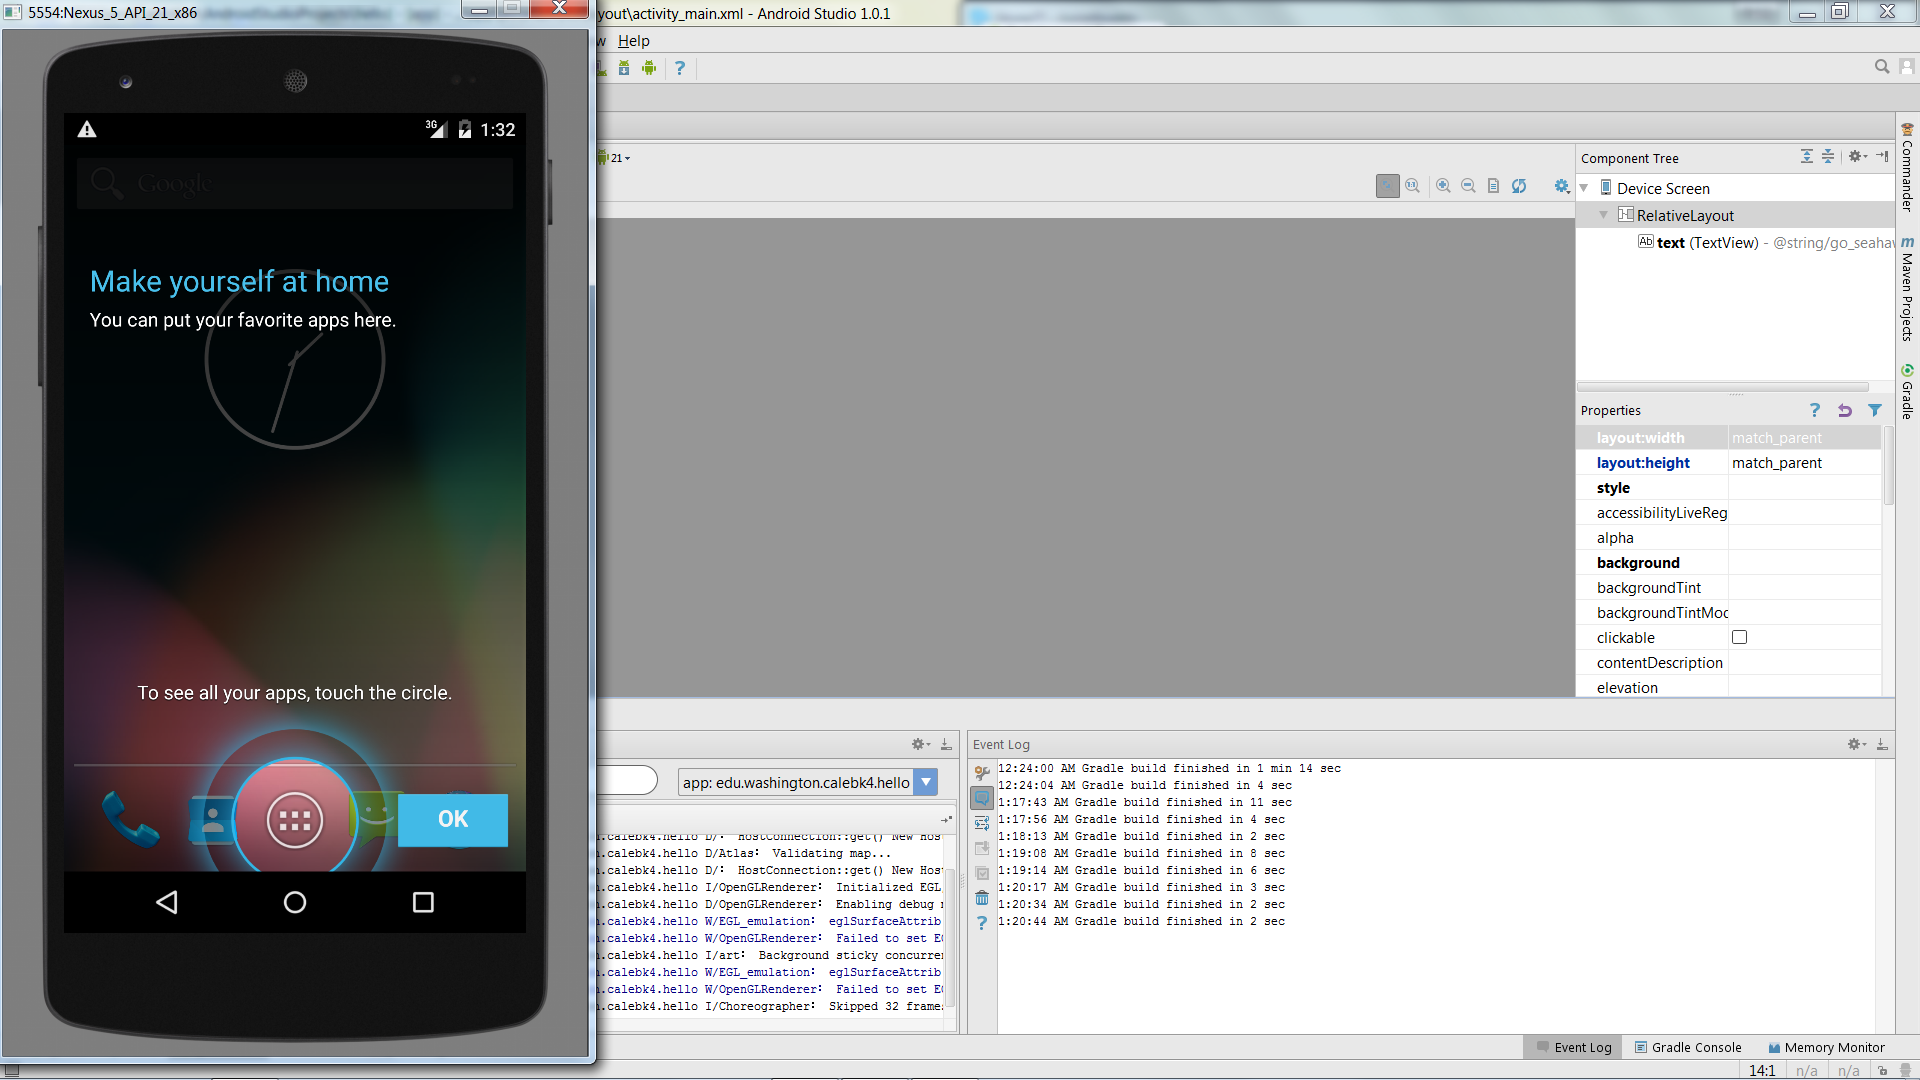 5554:Nexus_5_API_21_x86
yout\activity_main.xml - Android Studio 1.0.1
w Help
3G 1:32
Google
Make yourself at home
You can put your favorite apps here.
To see all your apps, touch the circle.
OK
21
Component Tree
Device Screen
RelativeLayout
Ab text (TextView) - @string/go_seahaw
Properties
layout:width match_parent
layout:height match_parent
style
accessibilityLiveReg
alpha
background
backgroundTint
backgroundTintMod
clickable
contentDescription
elevation
Commander
Maven Projects
Gradle
app: edu.washington.calebk4.hello
.calebk4.hello D/﹕ HostConnection::get() New Hos
.calebk4.hello D/Atlas﹕ Validating map...
.calebk4.hello D/﹕ HostConnection::get() New Hos
.calebk4.hello I/OpenGLRenderer﹕ Initialized EGL
.calebk4.hello D/OpenGLRenderer﹕ Enabling debug m
.calebk4.hello W/EGL_emulation﹕ eglSurfaceAttrib
.calebk4.hello W/OpenGLRenderer﹕ Failed to set EG
.calebk4.hello I/art﹕ Background sticky concurren
.calebk4.hello W/EGL_emulation﹕ eglSurfaceAttrib
.calebk4.hello W/OpenGLRenderer﹕ Failed to set EG
.calebk4.hello I/Choreographer﹕ Skipped 32 frames
Event Log
12:24:00 AM Gradle build finished in 1 min 14 sec
12:24:04 AM Gradle build finished in 4 sec
1:17:43 AM Gradle build finished in 11 sec
1:17:56 AM Gradle build finished in 4 sec
1:18:13 AM Gradle build finished in 2 sec
1:19:08 AM Gradle build finished in 8 sec
1:19:14 AM Gradle build finished in 6 sec
1:20:17 AM Gradle build finished in 3 sec
1:20:34 AM Gradle build finished in 2 sec
1:20:44 AM Gradle build finished in 2 sec
Event Log Gradle Console Memory Monitor
14:1 n/a n/a